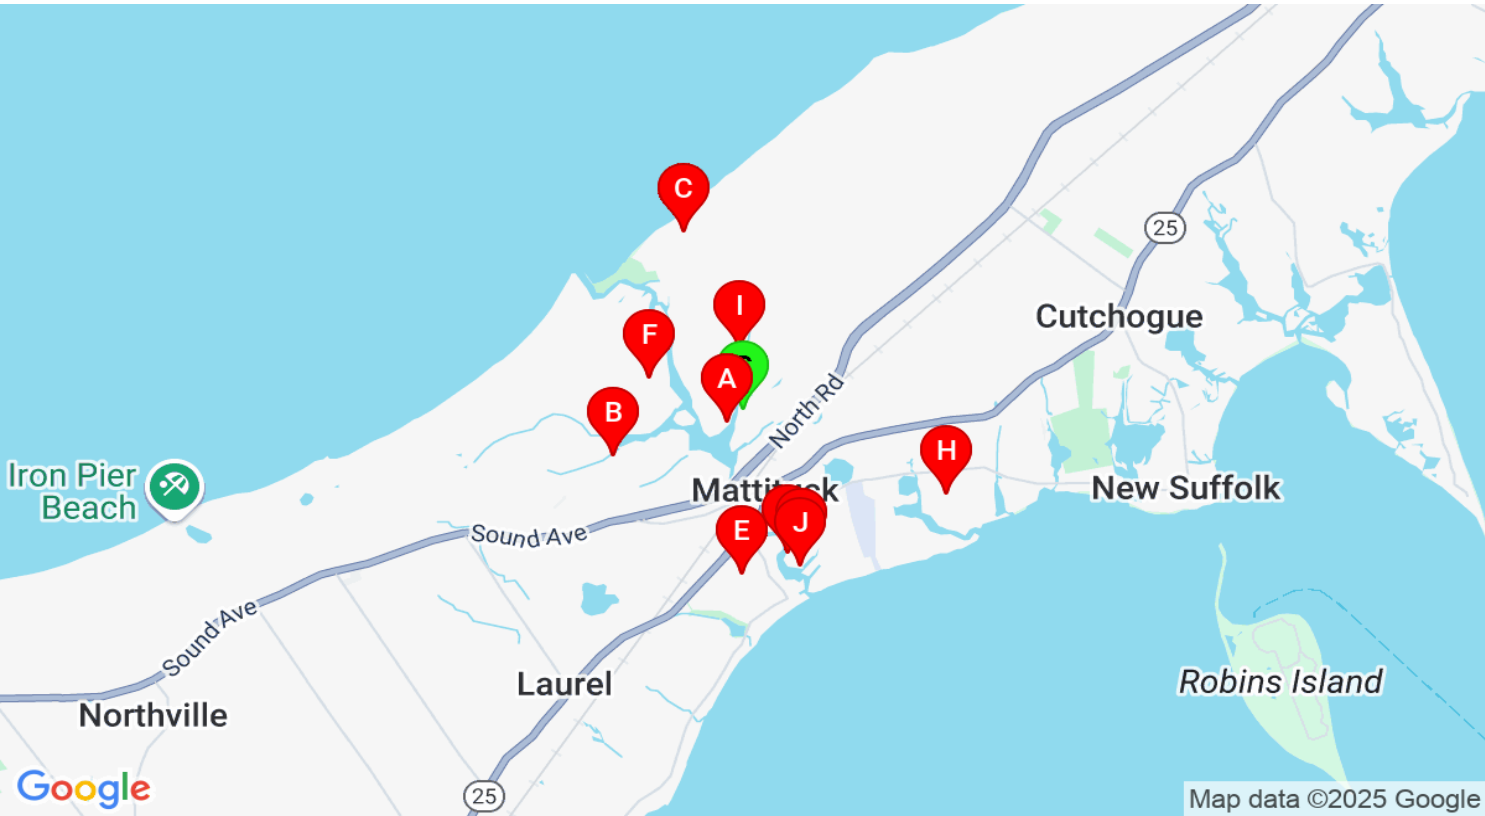 C
I
F
A
B
Cutchogue
25
North Rd
H
Iron Pier
Beach
Mattituck
New Suffolk
Sound Ave
E
J
Sound Ave
Laurel
Robins Island
Northville
Google
25
Map data ©2025 Google